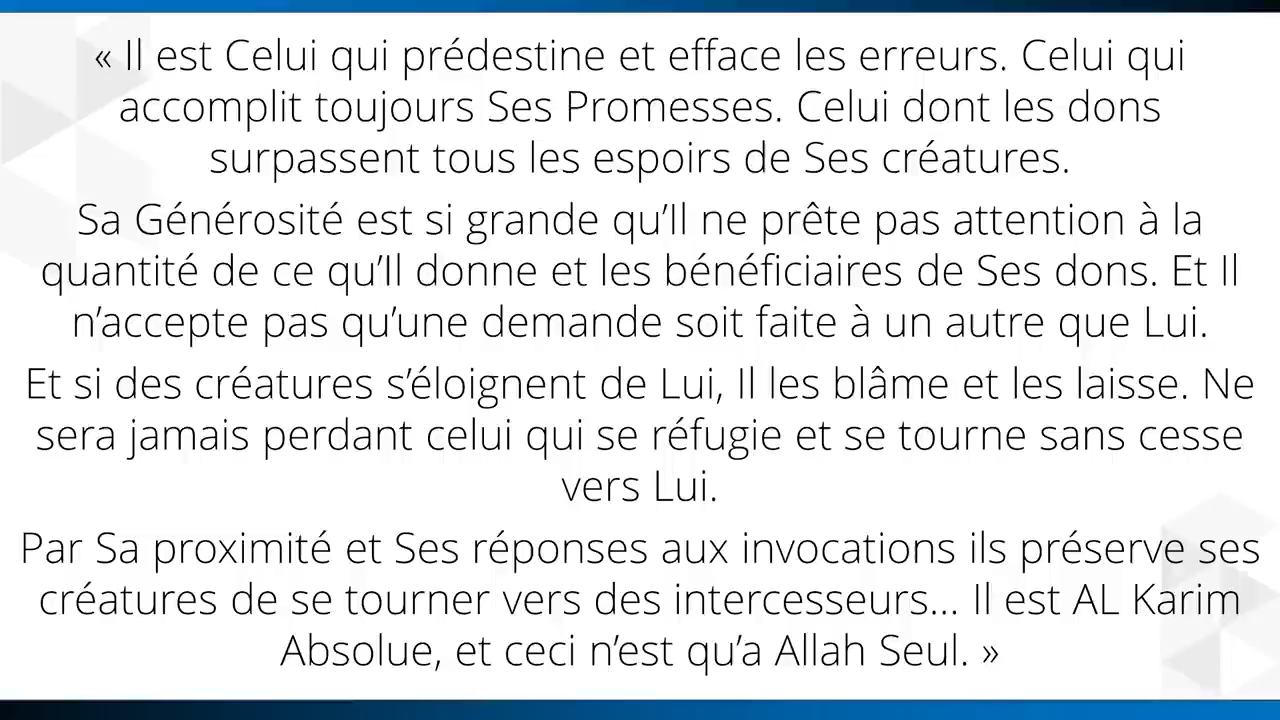 « Il est Celui qui prédestine et efface les erreurs. Celui qui
accomplit toujours Ses Promesses. Celui dont les dons
surpassent tous les espoirs de Ses créatures.
Sa Générosité est si grande qu’Il ne prête pas attention à la
quantité de ce qu’Il donne et les bénéficiaires de Ses dons. Et Il
n’accepte pas qu’une demande soit faite à un autre que Lui.
Et si des créatures s’éloignent de Lui, Il les blâme et les laisse. Ne
sera jamais perdant celui qui se réfugie et se tourne sans cesse
vers Lui.
Par Sa proximité et Ses réponses aux invocations ils préserve ses
créatures de se tourner vers des intercesseurs... Il est AL Karim
Absolue, et ceci n’est qu’a Allah Seul. »